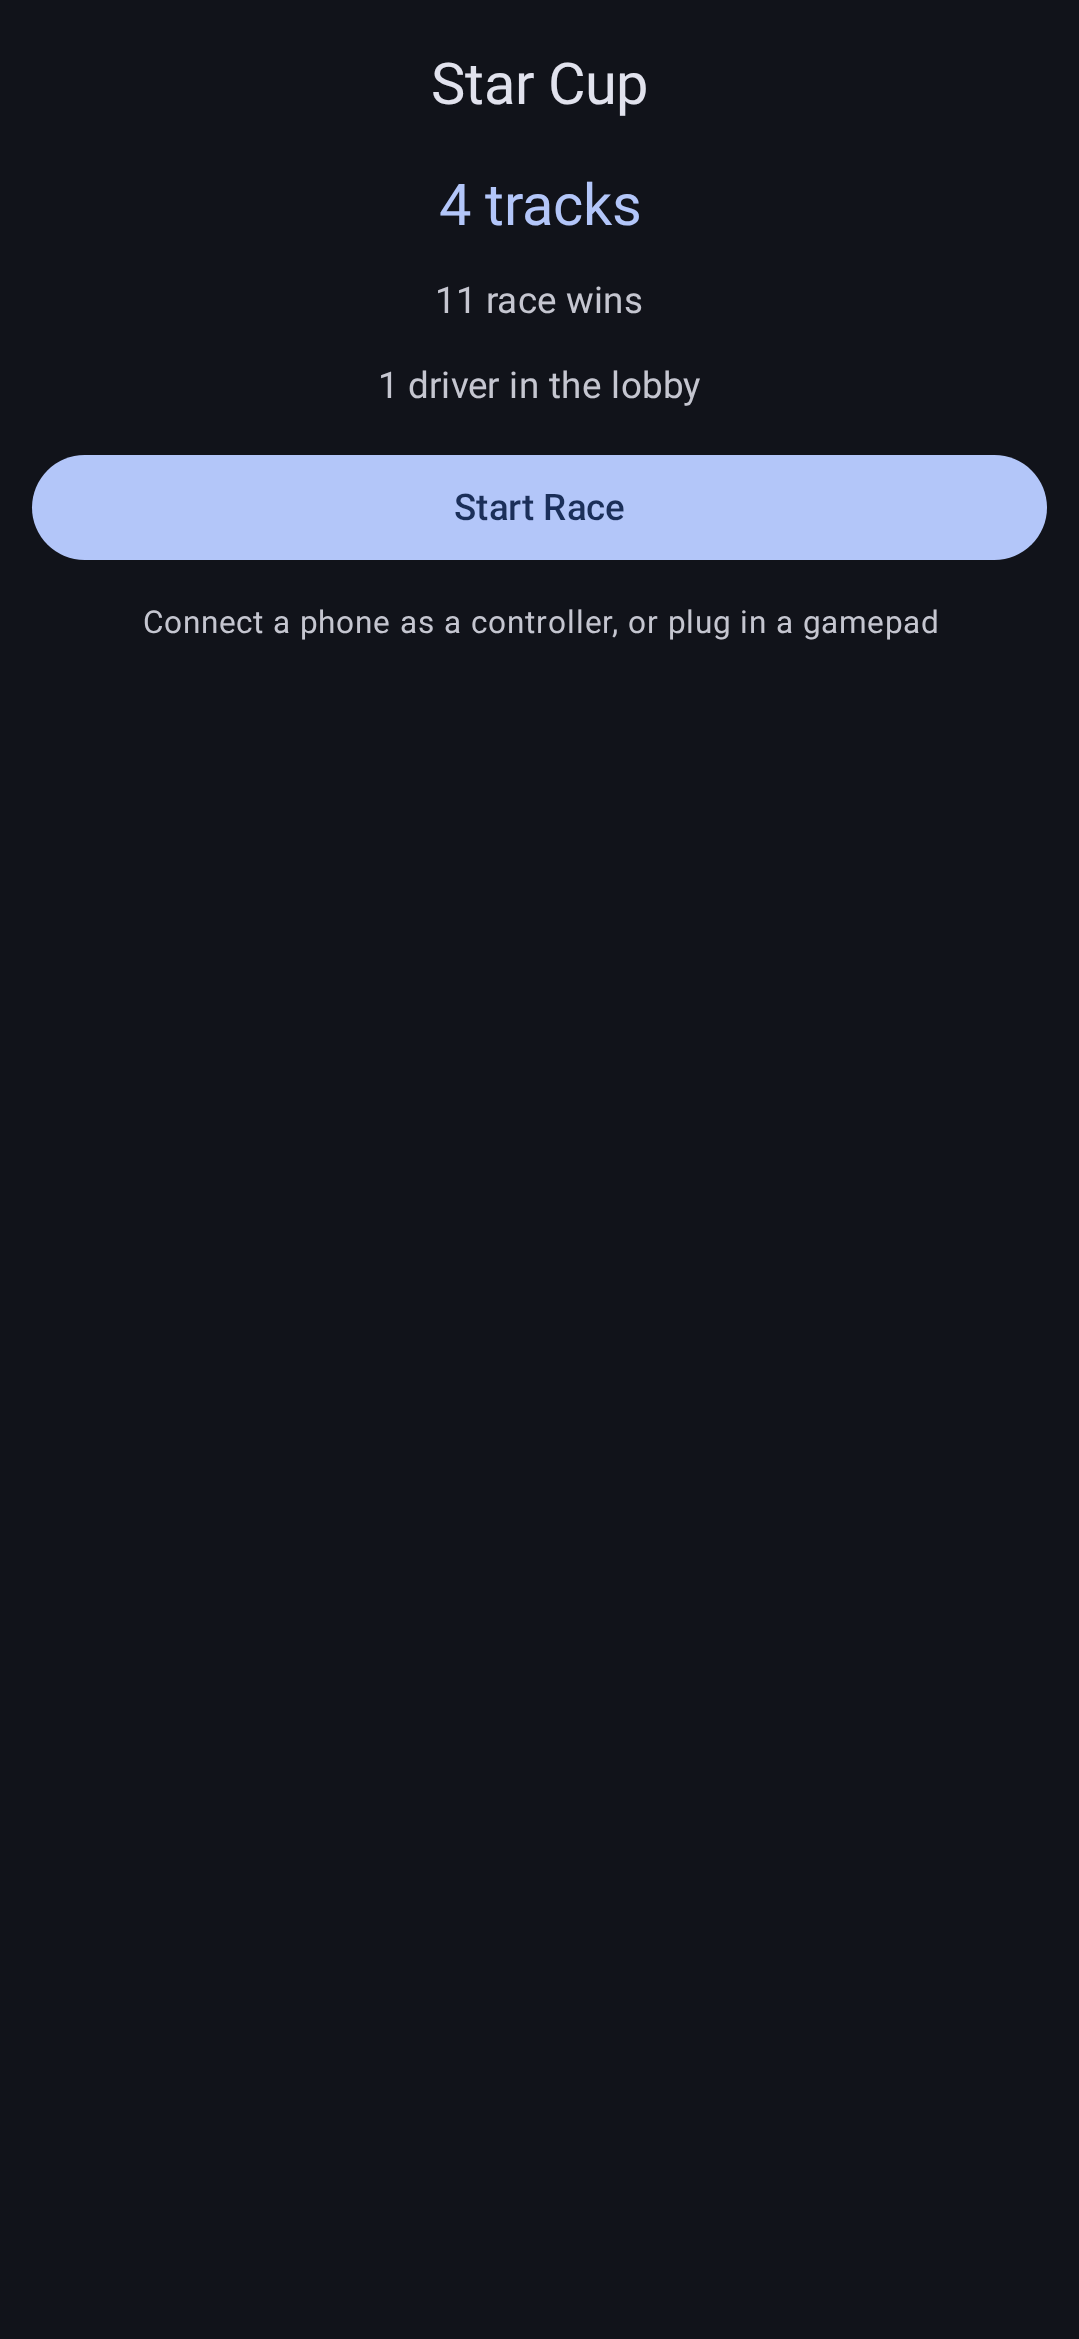 Star Cup
4 tracks
11 race wins
1 driver in the lobby
Start Race
Connect a phone as a controller, or plug in a gamepad